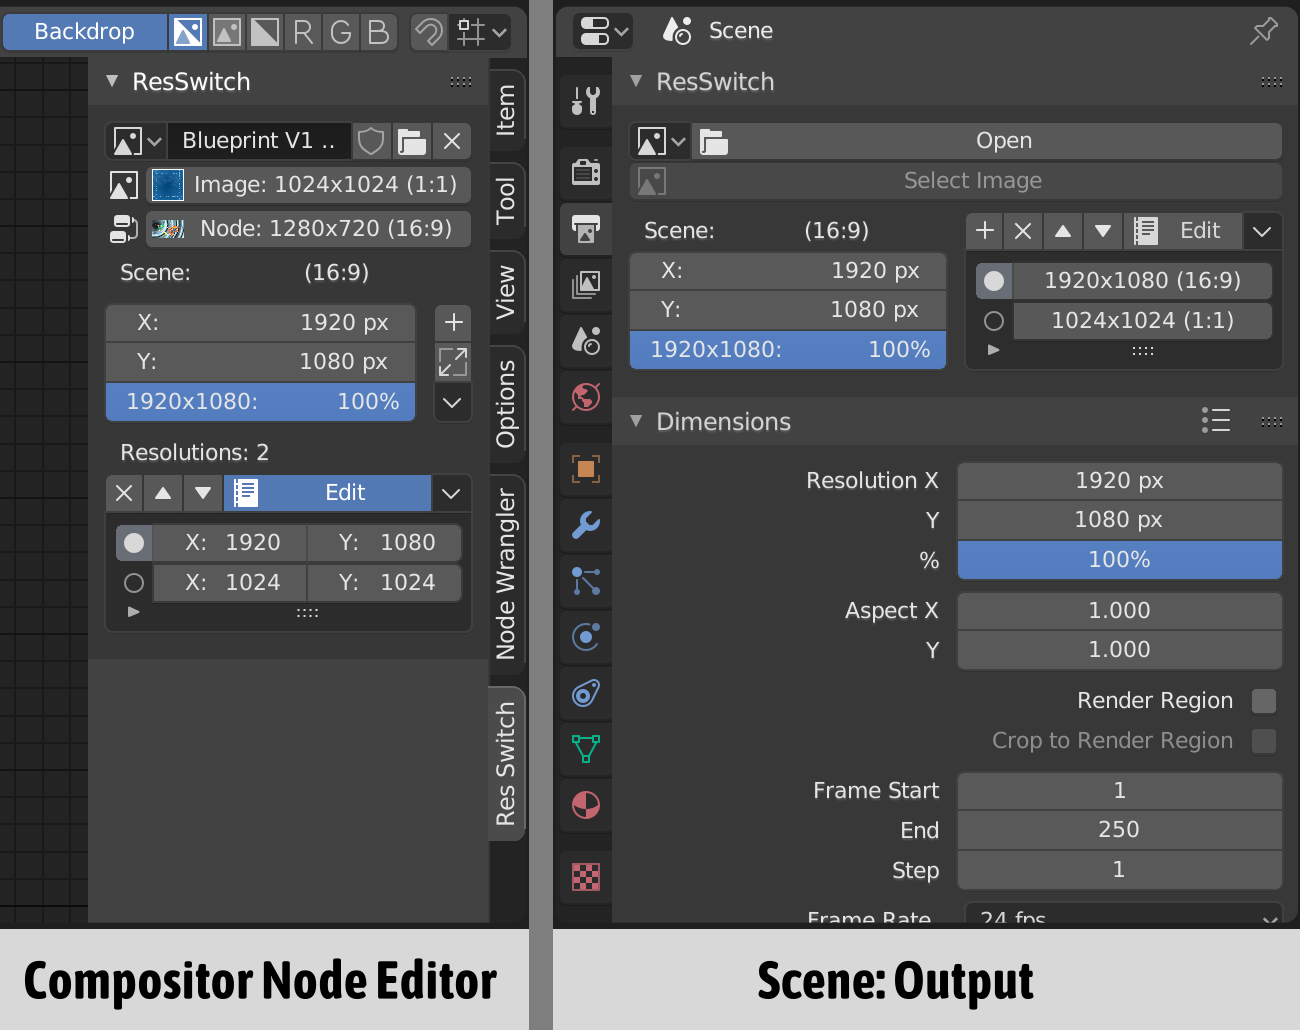 Backdrop
R G B
ResSwitch
Blueprint V1 ..
Image: 1024x1024 (1:1)
Node: 1280x720 (16:9)
Scene: (16:9)
X: 1920 px
Y: 1080 px
1920x1080: 100%
Resolutions: 2
Edit
X: 1920 Y: 1080
X: 1024 Y: 1024
Item
Tool
View
Options
Node Wrangler
Res Switch
Compositor Node Editor
Scene
ResSwitch
Open
Select Image
Scene: (16:9)
X: 1920 px
Y: 1080 px
1920x1080: 100%
Edit
1920x1080 (16:9)
1024x1024 (1:1)
Dimensions
Resolution X 1920 px
Y 1080 px
% 100%
Aspect X 1.000
Y 1.000
Render Region
Crop to Render Region
Frame Start 1
End 250
Step 1
Frame Rate 24 fps
Scene: Output